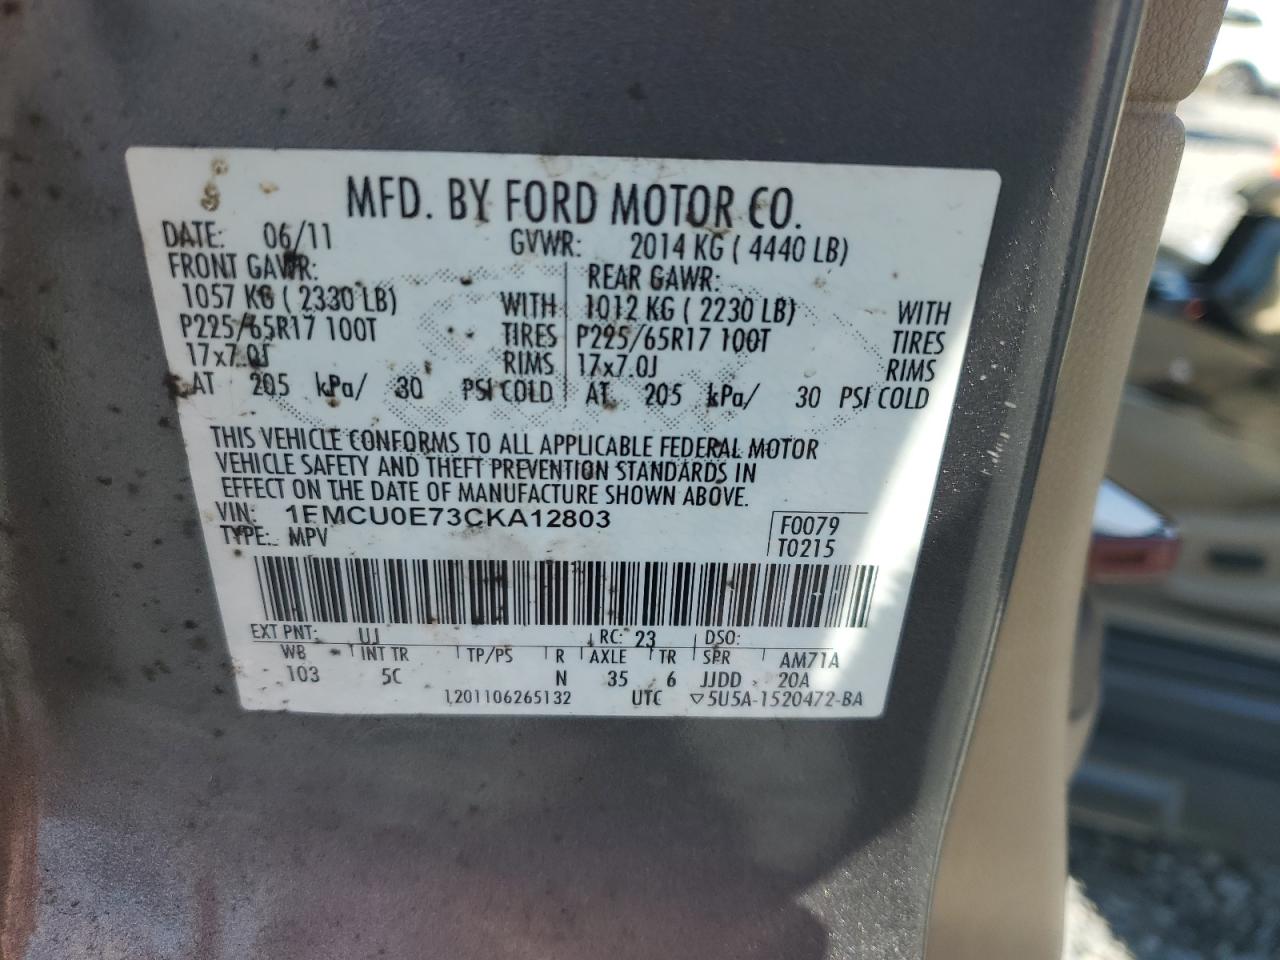 MFD. BY FORD MOTOR CO.
DATE: 06/11 GVWR: 2014 KG ( 4440 LB)
FRONT GAWR: REAR GAWR:
1057 KG ( 2330 LB) WITH 1012 KG ( 2230 LB) WITH
P225/65R17 100T TIRES P225/65R17 100T TIRES
17x7.0J RIMS 17x7.0J RIMS
AT 205 kPa/ 30 PSI COLD AT 205 kPa/ 30 PSI COLD
THIS VEHICLE CONFORMS TO ALL APPLICABLE FEDERAL MOTOR
VEHICLE SAFETY AND THEFT PREVENTION STANDARDS IN
EFFECT ON THE DATE OF MANUFACTURE SHOWN ABOVE.
VIN: 1FMCU0E73CKA12803 F0079
TYPE: MPV T0215
EXT PNT: UJ RC: 23 DSO:
WB INT TR TP/PS R AXLE TR SPR AM71A
103 5C N 35 6 JJDD 20A
1201106265132 UTC ▽5U5A-1520472-BA